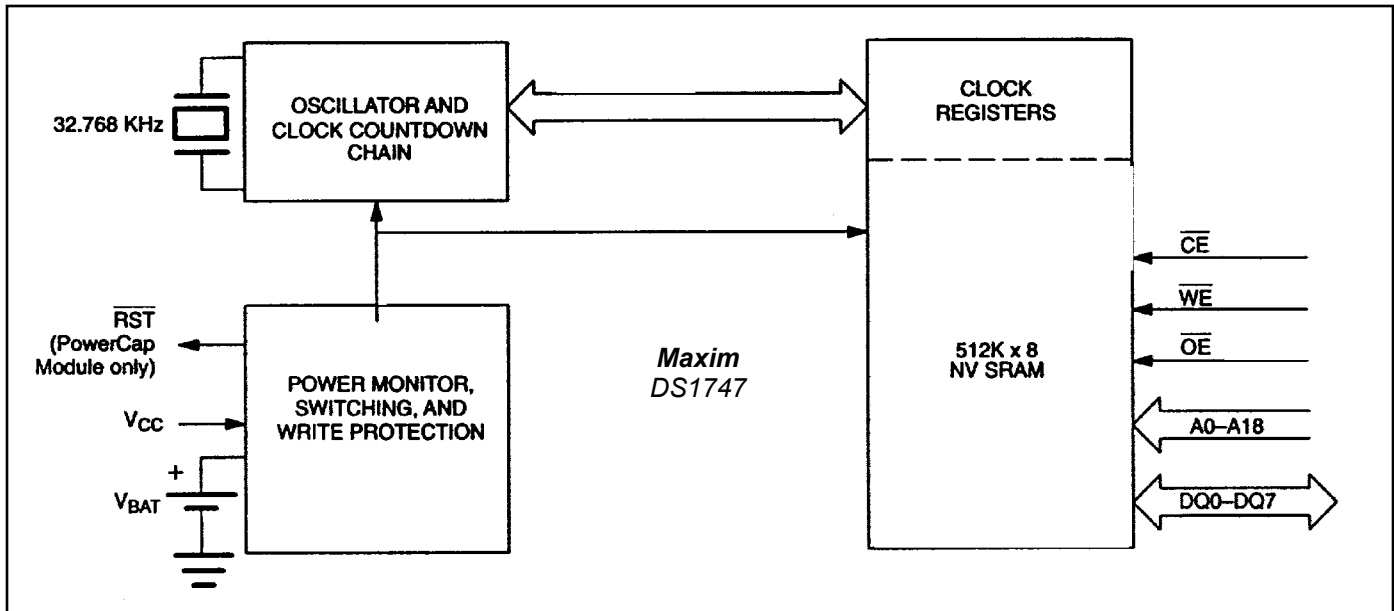 32.768 KHz
OSCILLATOR AND
CLOCK COUNTDOWN
CHAIN
CLOCK
REGISTERS
RST
(PowerCap
Module only)
VCC
+
VBAT
POWER MONITOR,
SWITCHING, AND
WRITE PROTECTION
Maxim
DS1747
512K x 8
NV SRAM
CE
WE
OE
A0–A18
DQ0–DQ7